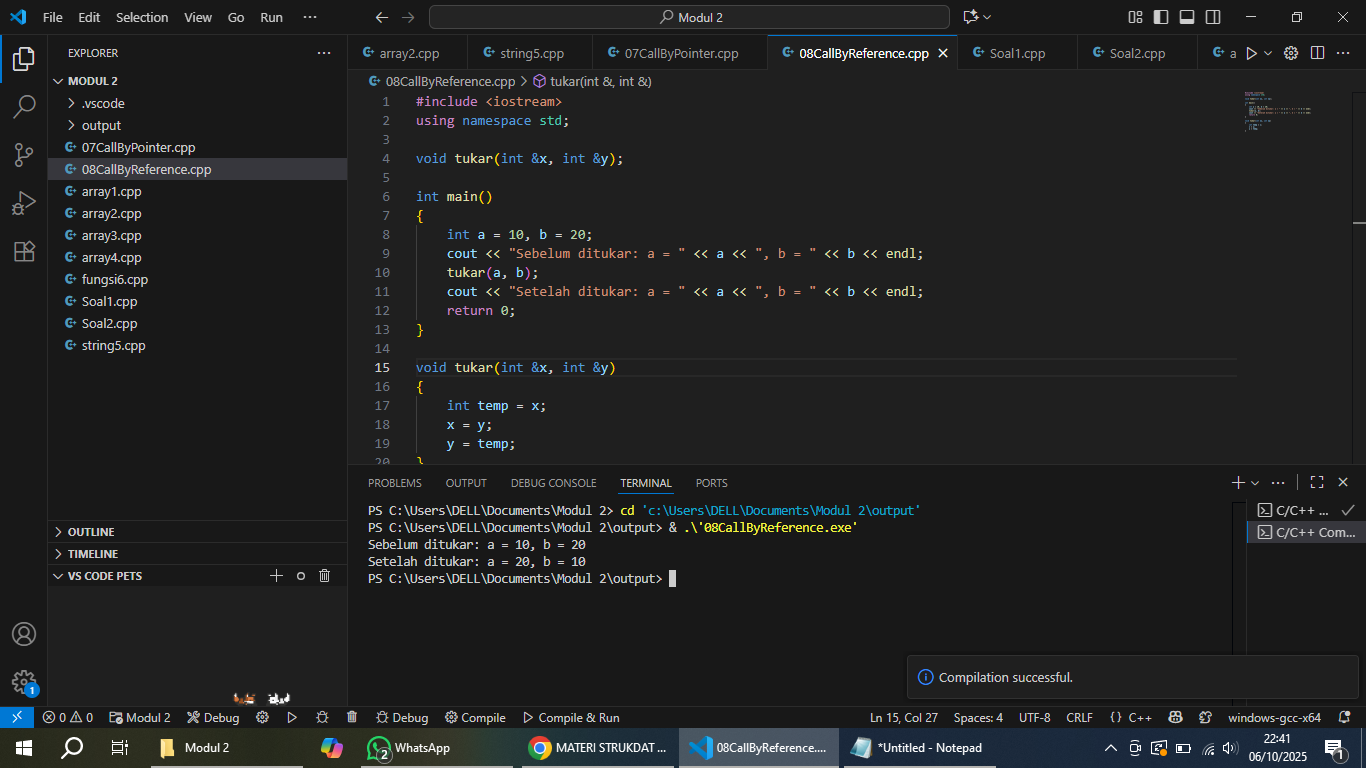 File Edit Selection View Go Run ··· Modul 2
EXPLORER ···
MODUL 2
.vscode
output
07CallByPointer.cpp
08CallByReference.cpp
array1.cpp
array2.cpp
array3.cpp
array4.cpp
fungsi6.cpp
Soal1.cpp
Soal2.cpp
string5.cpp
OUTLINE
TIMELINE
VS CODE PETS
array2.cpp string5.cpp 07CallByPointer.cpp 08CallByReference.cpp Soal1.cpp Soal2.cpp a
08CallByReference.cpp > tukar(int &, int &)
1 #include <iostream>
2 using namespace std;
3
4 void tukar(int &x, int &y);
5
6 int main()
7 {
8 int a = 10, b = 20;
9 cout << "Sebelum ditukar: a = " << a << ", b = " << b << endl;
10 tukar(a, b);
11 cout << "Setelah ditukar: a = " << a << ", b = " << b << endl;
12 return 0;
13 }
14
15 void tukar(int &x, int &y)
16 {
17 int temp = x;
18 x = y;
19 y = temp;
20 }
PROBLEMS OUTPUT DEBUG CONSOLE TERMINAL PORTS
PS C:\Users\DELL\Documents\Modul 2> cd 'c:\Users\DELL\Documents\Modul 2\output'
PS C:\Users\DELL\Documents\Modul 2\output> & .\'08CallByReference.exe'
Sebelum ditukar: a = 10, b = 20
Setelah ditukar: a = 20, b = 10
PS C:\Users\DELL\Documents\Modul 2\output>
C/C++ ...
C/C++ Com...
Compilation successful.
1
0 0 Modul 2 Debug Debug Compile Compile & Run Ln 15, Col 27 Spaces: 4 UTF-8 CRLF {} C++ windows-gcc-x64
Modul 2 2 WhatsApp MATERI STRUKDAT ... 08CallByReference.... *Untitled - Notepad 22:41
06/10/2025 1